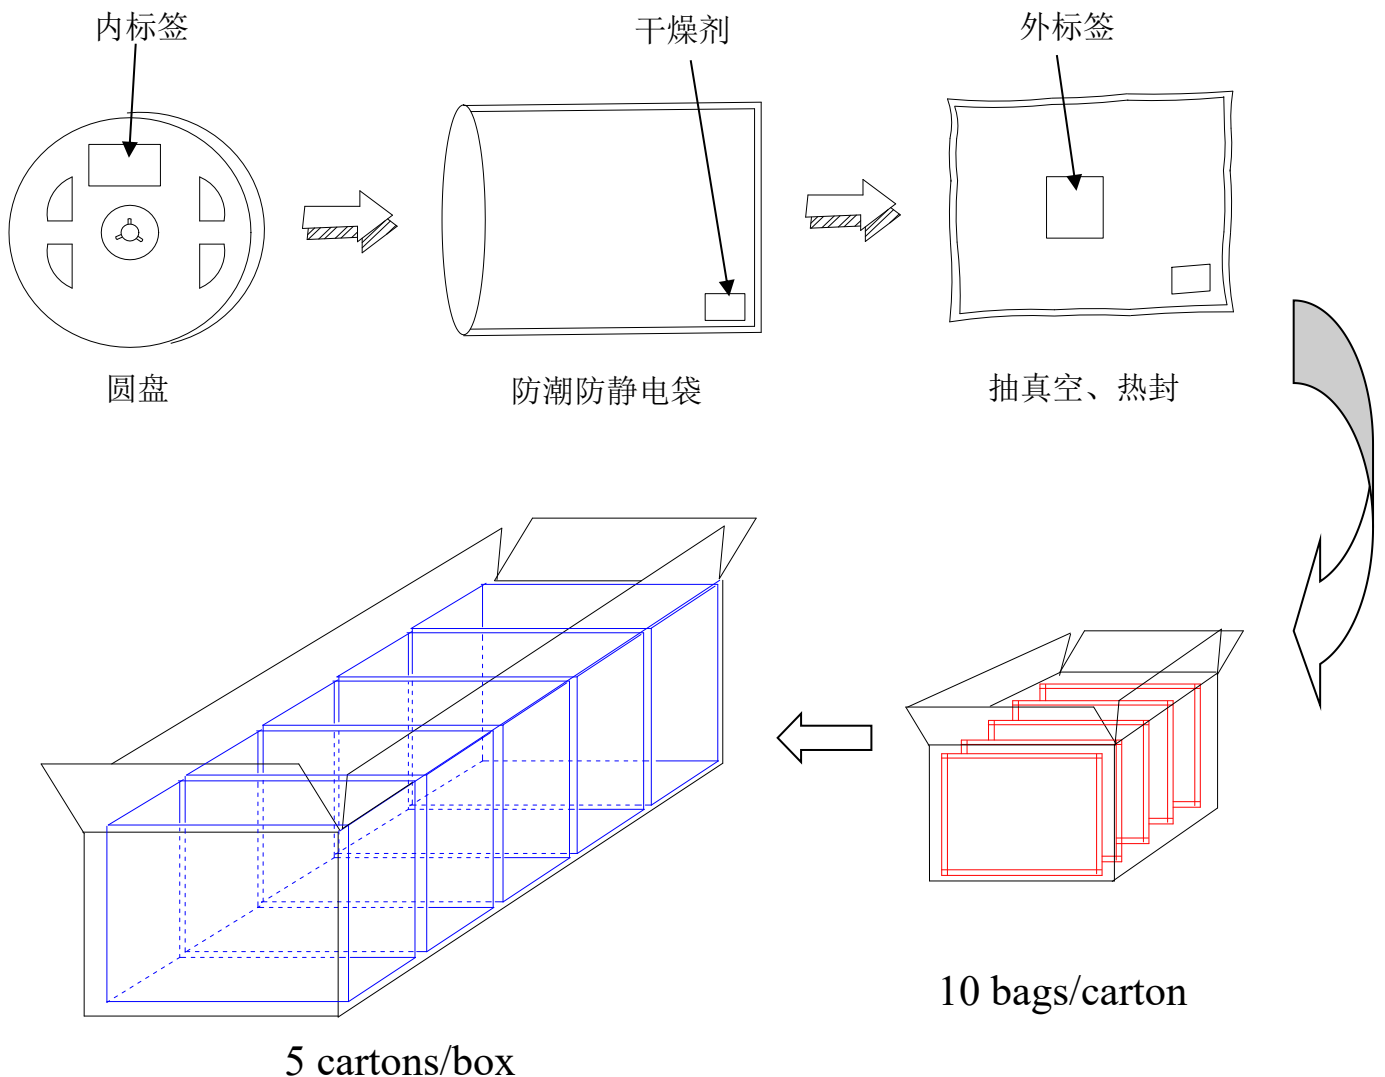 内标签
干燥剂
外标签
圆盘
防潮防静电袋
抽真空、热封
10 bags/carton
5 cartons/box